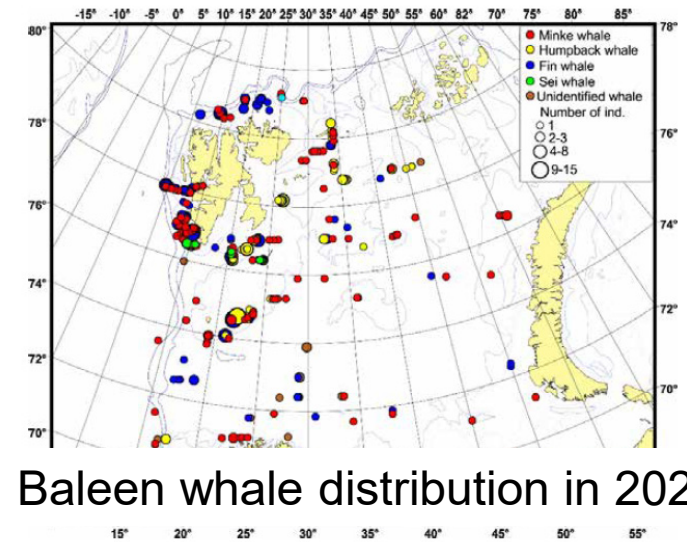 -15° -10° -5° 0° 5° 10° 15° 20° 25° 30° 35° 40° 45° 50° 55° 60° 62° 70° 75° 80° 85°
80° 78°
Minke whale
Humpback whale
Fin whale
Sei whale
Unidentified whale
Number of ind.
1
2-3
4-8
9-15
78° 76°
76° 74°
74° 72°
72° 70°
70°
Baleen whale distribution in 202
15° 20° 25° 30° 35° 40° 45° 50° 55°